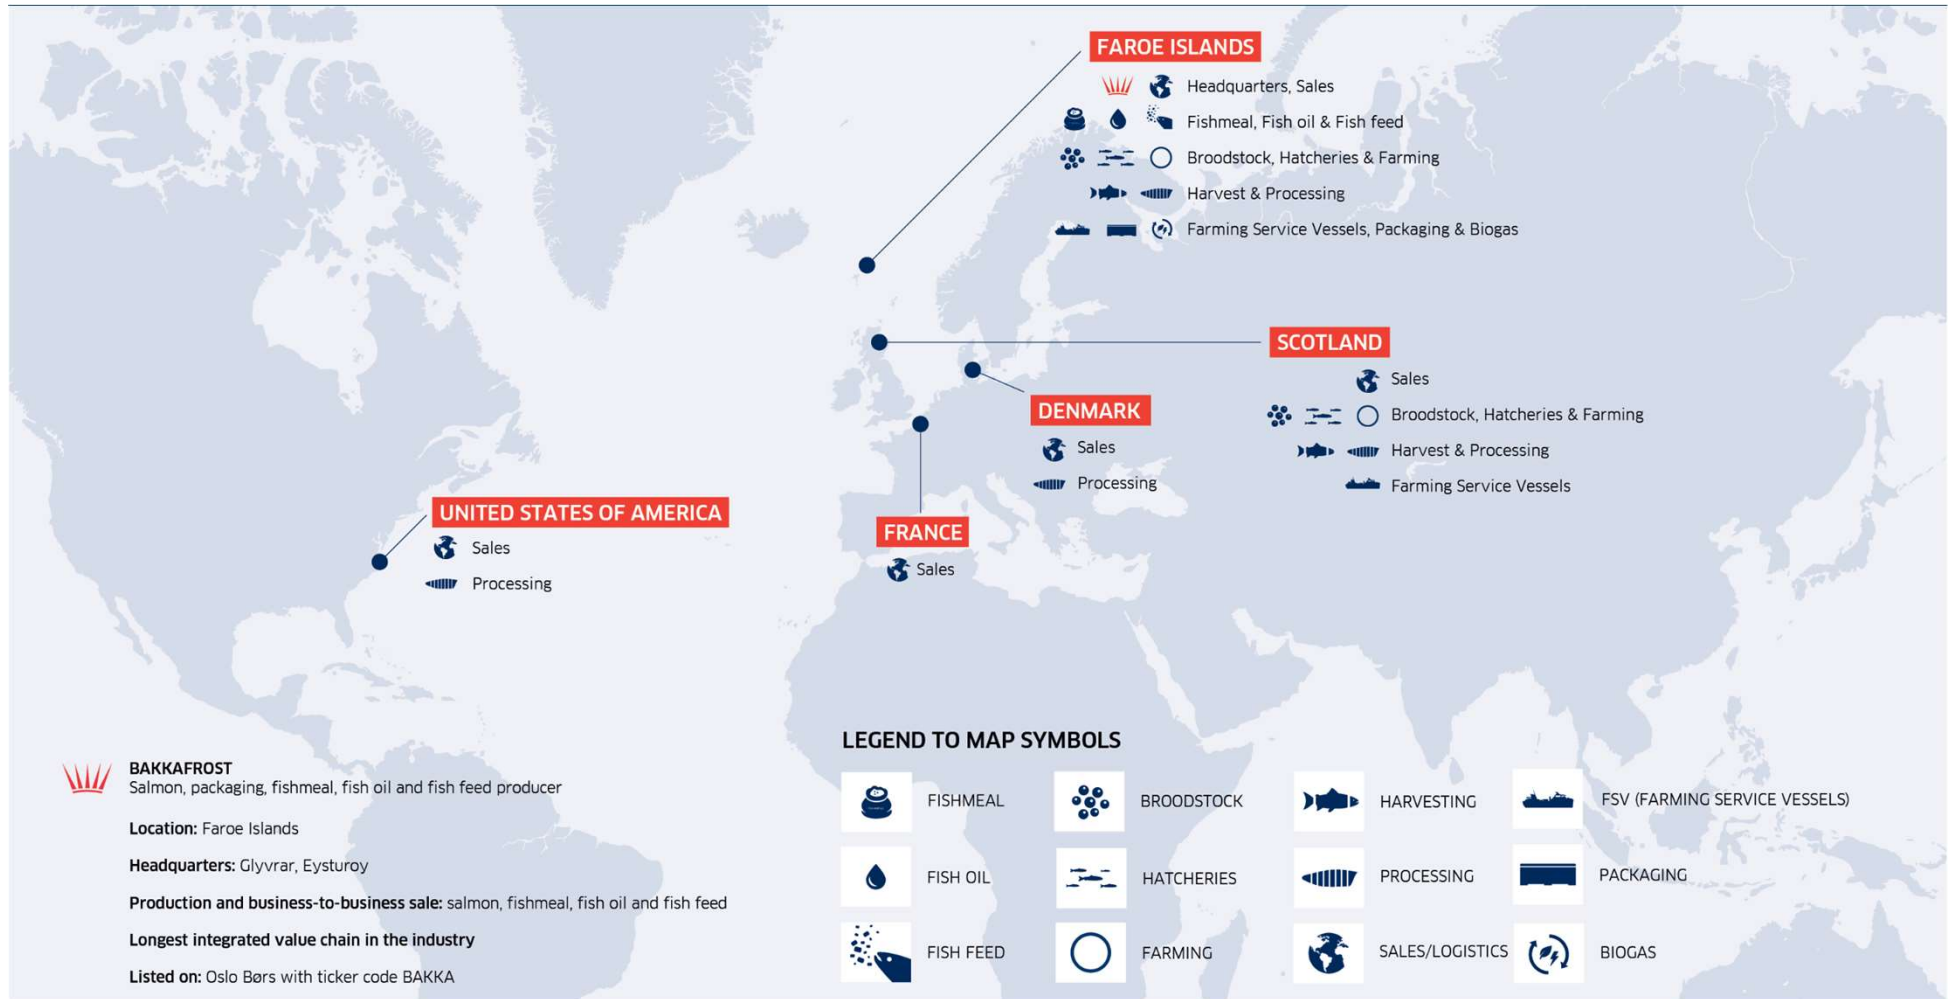 FAROE ISLANDS
Headquarters, Sales
Fishmeal, Fish oil & Fish feed
Broodstock, Hatcheries & Farming
Harvest & Processing
Farming Service Vessels, Packaging & Biogas
SCOTLAND
Sales
Broodstock, Hatcheries & Farming
Harvest & Processing
Farming Service Vessels
DENMARK
Sales
Processing
FRANCE
Sales
UNITED STATES OF AMERICA
Sales
Processing
BAKKAFROST
Salmon, packaging, fishmeal, fish oil and fish feed producer
Location: Faroe Islands
Headquarters: Glyvrar, Eysturoy
Production and business-to-business sale: salmon, fishmeal, fish oil and fish feed
Longest integrated value chain in the industry
Listed on: Oslo Børs with ticker code BAKKA
LEGEND TO MAP SYMBOLS
FISHMEAL
BROODSTOCK
HARVESTING
FSV (FARMING SERVICE VESSELS)
FISH OIL
HATCHERIES
PROCESSING
PACKAGING
FISH FEED
FARMING
SALES/LOGISTICS
BIOGAS